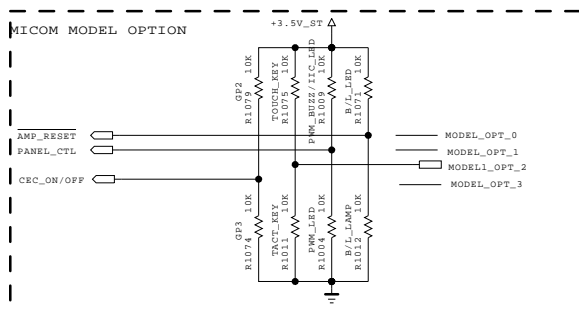 MICOM MODEL OPTION
+3.5V_ST
GP2
R1079 10K
TOUCH_KEY
R1075 10K
PWM_BUZZ/IIC_LED
R1009 10K
B/L_LED
R1071 10K
AMP_RESET
PANEL_CTL
CEC_ON/OFF
MODEL_OPT_0
MODEL_OPT_1
MODEL1_OPT_2
MODEL_OPT_3
GP3
R1074 10K
TACT_KEY
R1011 10K
PWM_LED
R1004 10K
B/L_LAMP
R1012 10K